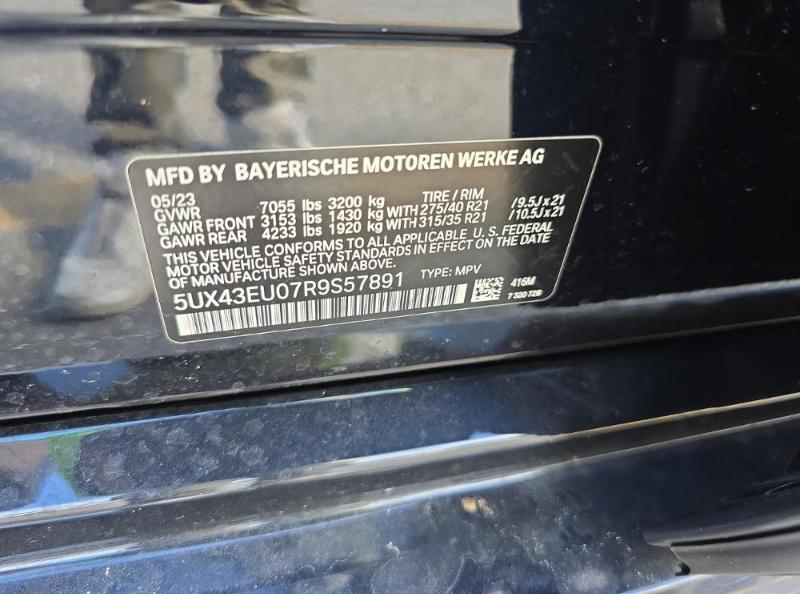 MFD BY BAYERISCHE MOTOREN WERKE AG
05/23 TIRE / RIM
GVWR 7055 lbs 3200 kg
GAWR FRONT 3153 lbs 1430 kg WITH 275/40 R21 / 9.5J x 21
GAWR REAR 4233 lbs 1920 kg WITH 315/35 R21 / 10.5J x 21
THIS VEHICLE CONFORMS TO ALL APPLICABLE U.S. FEDERAL
MOTOR VEHICLE SAFETY STANDARDS IN EFFECT ON THE DATE
OF MANUFACTURE SHOWN ABOVE.
5UX43EU07R9S57891 TYPE: MPV
416M
7 320 728